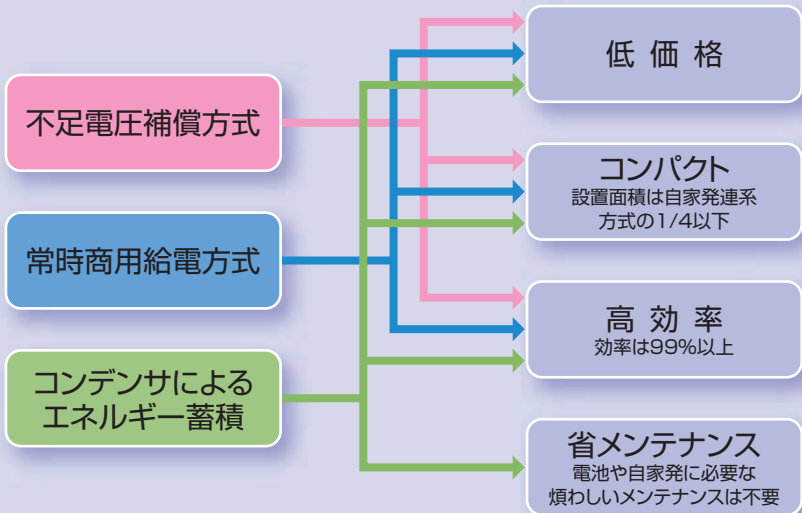 不足電圧補償方式
常時商用給電方式
コンデンサによる
エネルギー蓄積
低価格
コンパクト
設置面積は自家発連系
方式の1/4以下
高効率
効率は99%以上
省メンテナンス
電池や自家発に必要な
煩わしいメンテナンスは不要